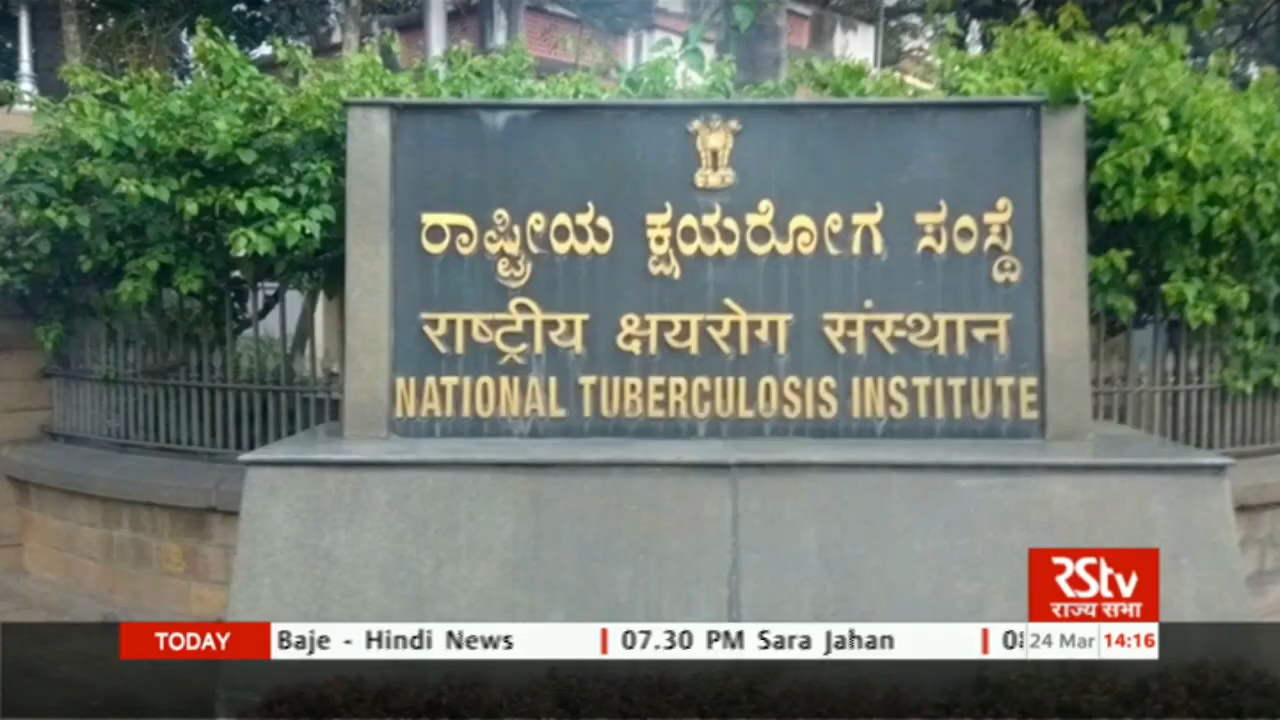 ರಾಷ್ಟ್ರೀಯ ಕ್ಷಯರೋಗ ಸಂಸ್ಥೆ
राष्ट्रीय क्षयरोग संस्थान
NATIONAL TUBERCULOSIS INSTITUTE
RStv
राज्य सभा
TODAY Baje - Hindi News 07.30 PM Sara Jahan 24 Mar 14:16